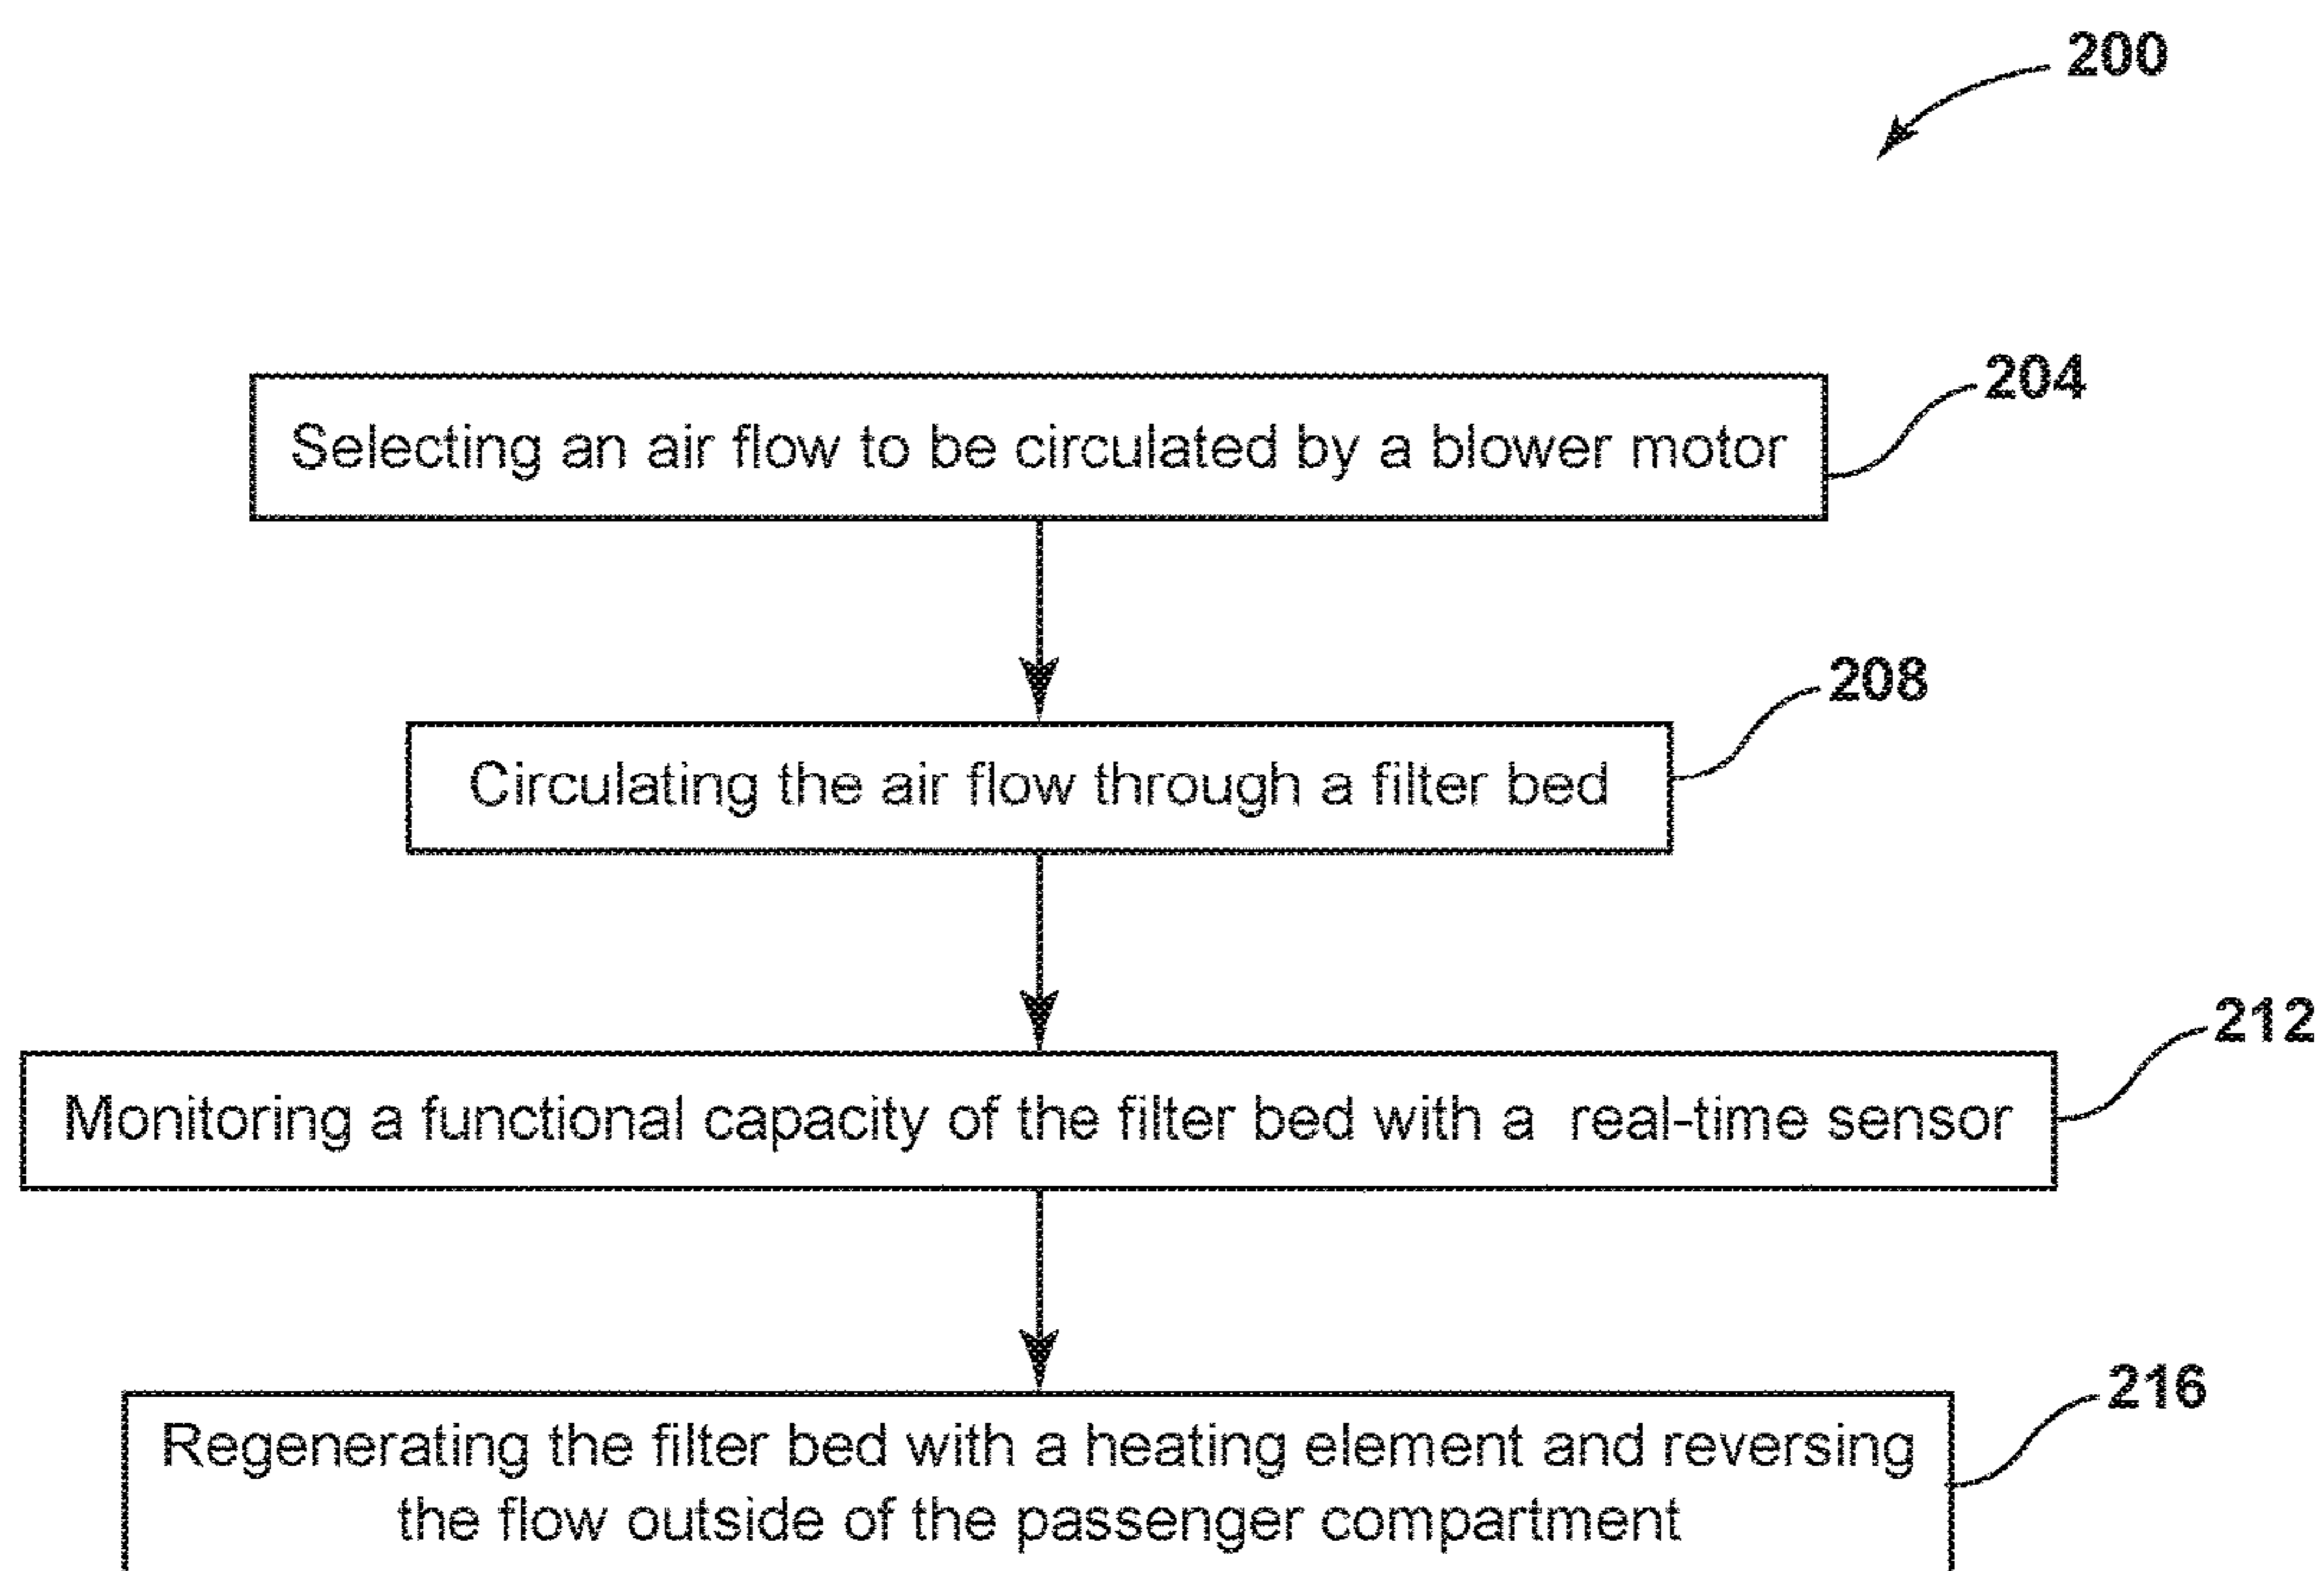 200
204
Selecting an air flow to be circulated by a blower motor
208
Circulating the air flow through a filter bed
212
Monitoring a functional capacity of the filter bed with a real-time sensor
216
Regenerating the filter bed with a heating element and reversing
the flow outside of the passenger compartment